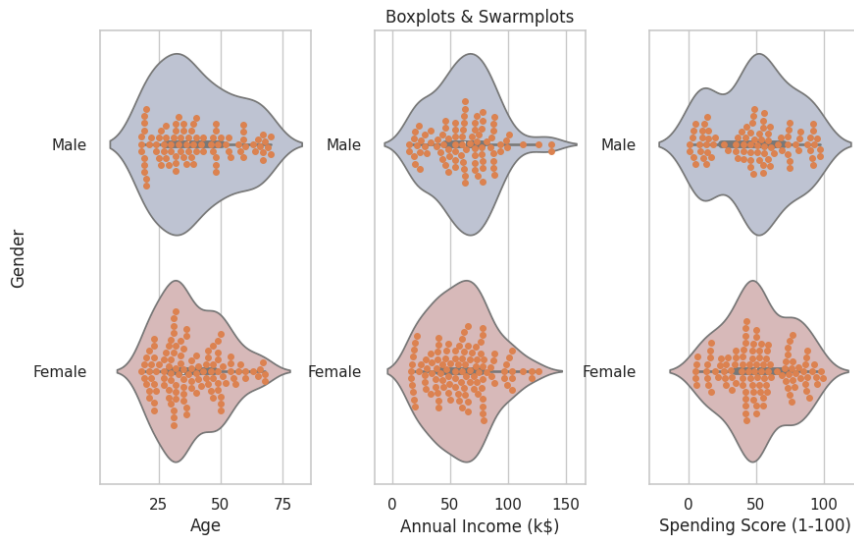 Boxplots & Swarmplots
Gender
Male
Female
25 50 75
Age
Male
Female
0 50 100 150
Annual Income (k$)
Male
Female
0 50 100
Spending Score (1-100)